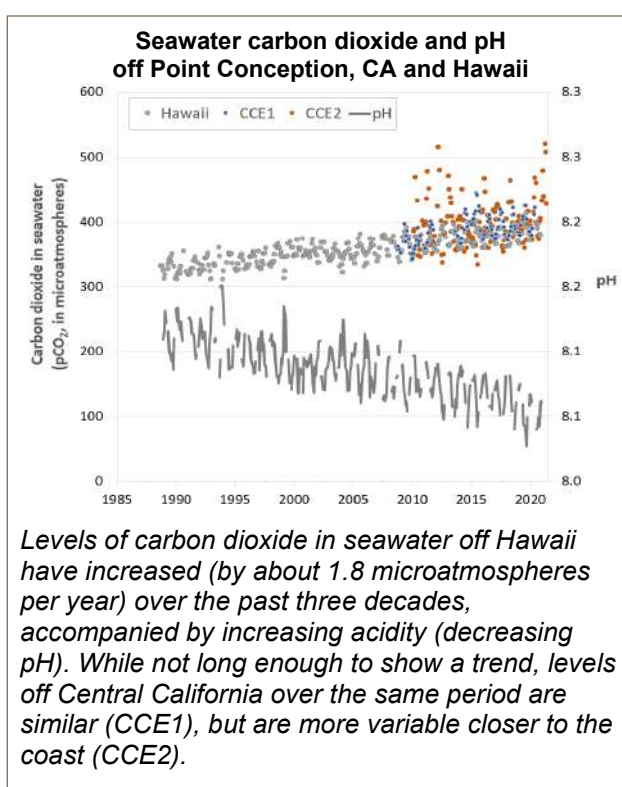 Seawater carbon dioxide and pH
off Point Conception, CA and Hawaii
Hawaii CCE1 CCE2 pH
600
500
400
300
200
100
0
Carbon dioxide in seawater
(pCO₂, in microatmospheres)
8.3
8.3
8.2
8.2
8.1
8.1
8.0
pH
1985 1990 1995 2000 2005 2010 2015 2020
Levels of carbon dioxide in seawater off Hawaii
have increased (by about 1.8 microatmospheres
per year) over the past three decades,
accompanied by increasing acidity (decreasing
pH). While not long enough to show a trend, levels
off Central California over the same period are
similar (CCE1), but are more variable closer to the
coast (CCE2).